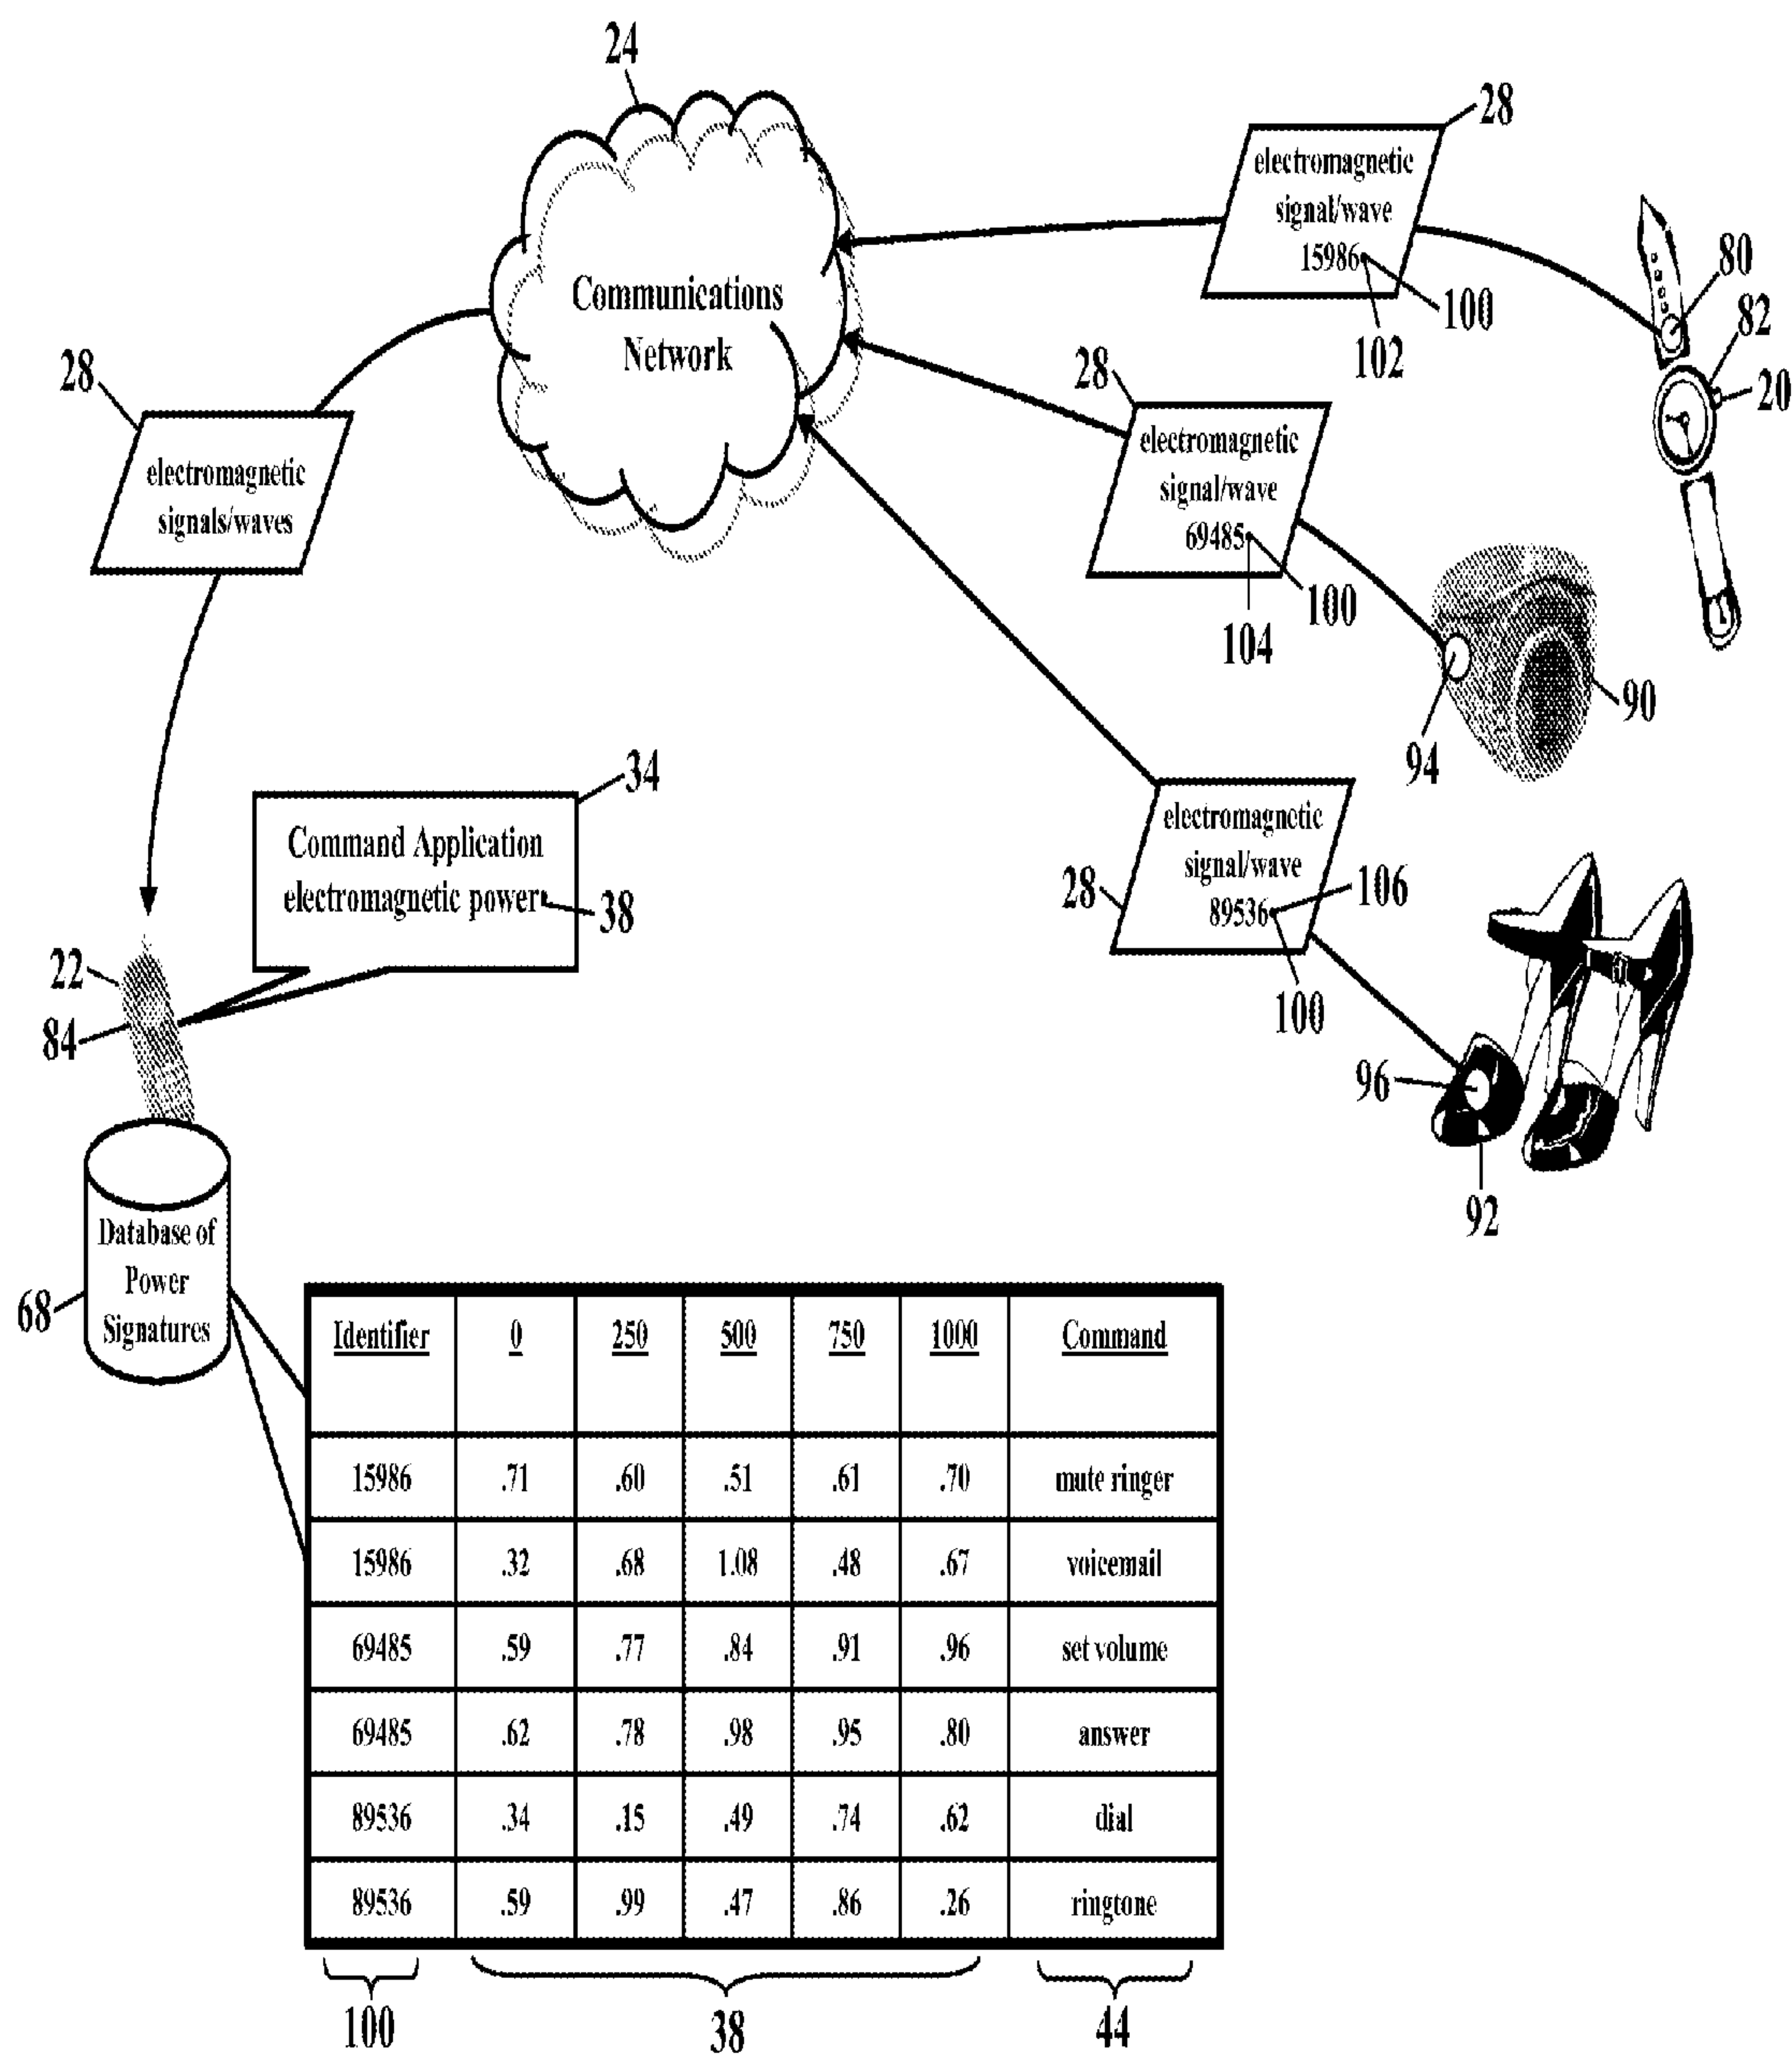 24
28
electromagnetic
signal/wave
15986
100
102
80
82
20
Communications
Network
28
electromagnetic
signal/wave
69485
100
104
28
electromagnetic
signals/waves
90
94
34
Command Application
electromagnetic power
38
28
electromagnetic
signal/wave
89536
106
100
22
84
96
92
Database of
Power
Signatures
68
Identifier 0 250 500 750 1000 Command
15986 .71 .60 .51 .61 .70 mute ringer
15986 .32 .68 1.08 .48 .67 voicemail
69485 .59 .77 .84 .91 .96 set volume
69485 .62 .78 .98 .95 .80 answer
89536 .34 .15 .49 .74 .62 dial
89536 .59 .99 .47 .86 .26 ringtone
100 38 44